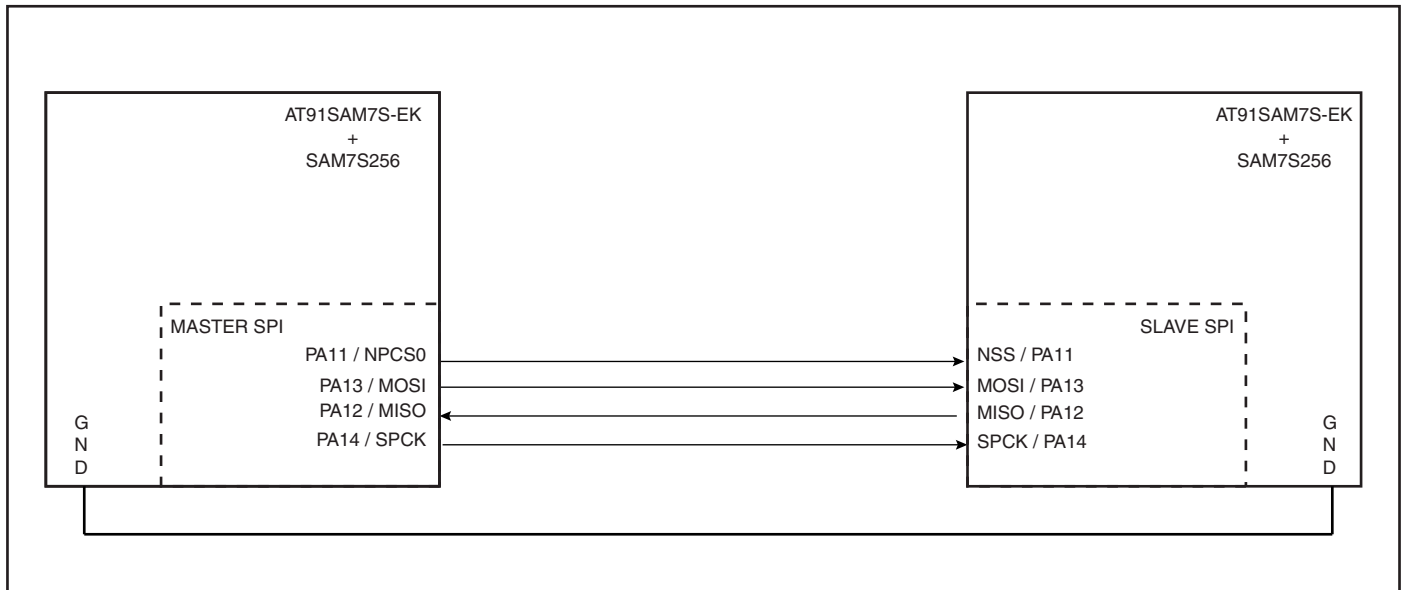 AT91SAM7S-EK
+
SAM7S256
MASTER SPI
PA11 / NPCS0
PA13 / MOSI
PA12 / MISO
PA14 / SPCK
G
N
D
AT91SAM7S-EK
+
SAM7S256
SLAVE SPI
NSS / PA11
MOSI / PA13
MISO / PA12
SPCK / PA14
G
N
D